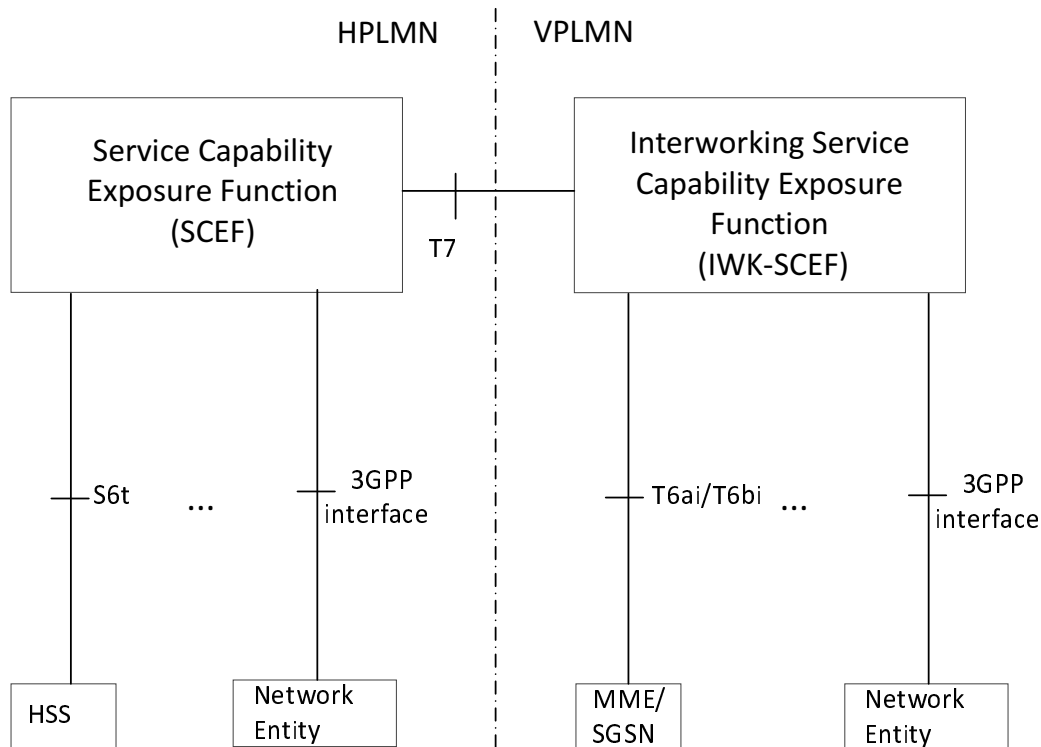 HPLMN
VPLMN
Service Capability
Exposure Function
(SCEF)
Interworking Service
Capability Exposure
Function
(IWK-SCEF)
T7
S6t
...
3GPP
interface
T6ai/T6bi
...
3GPP
interface
HSS
Network
Entity
MME/
SGSN
Network
Entity